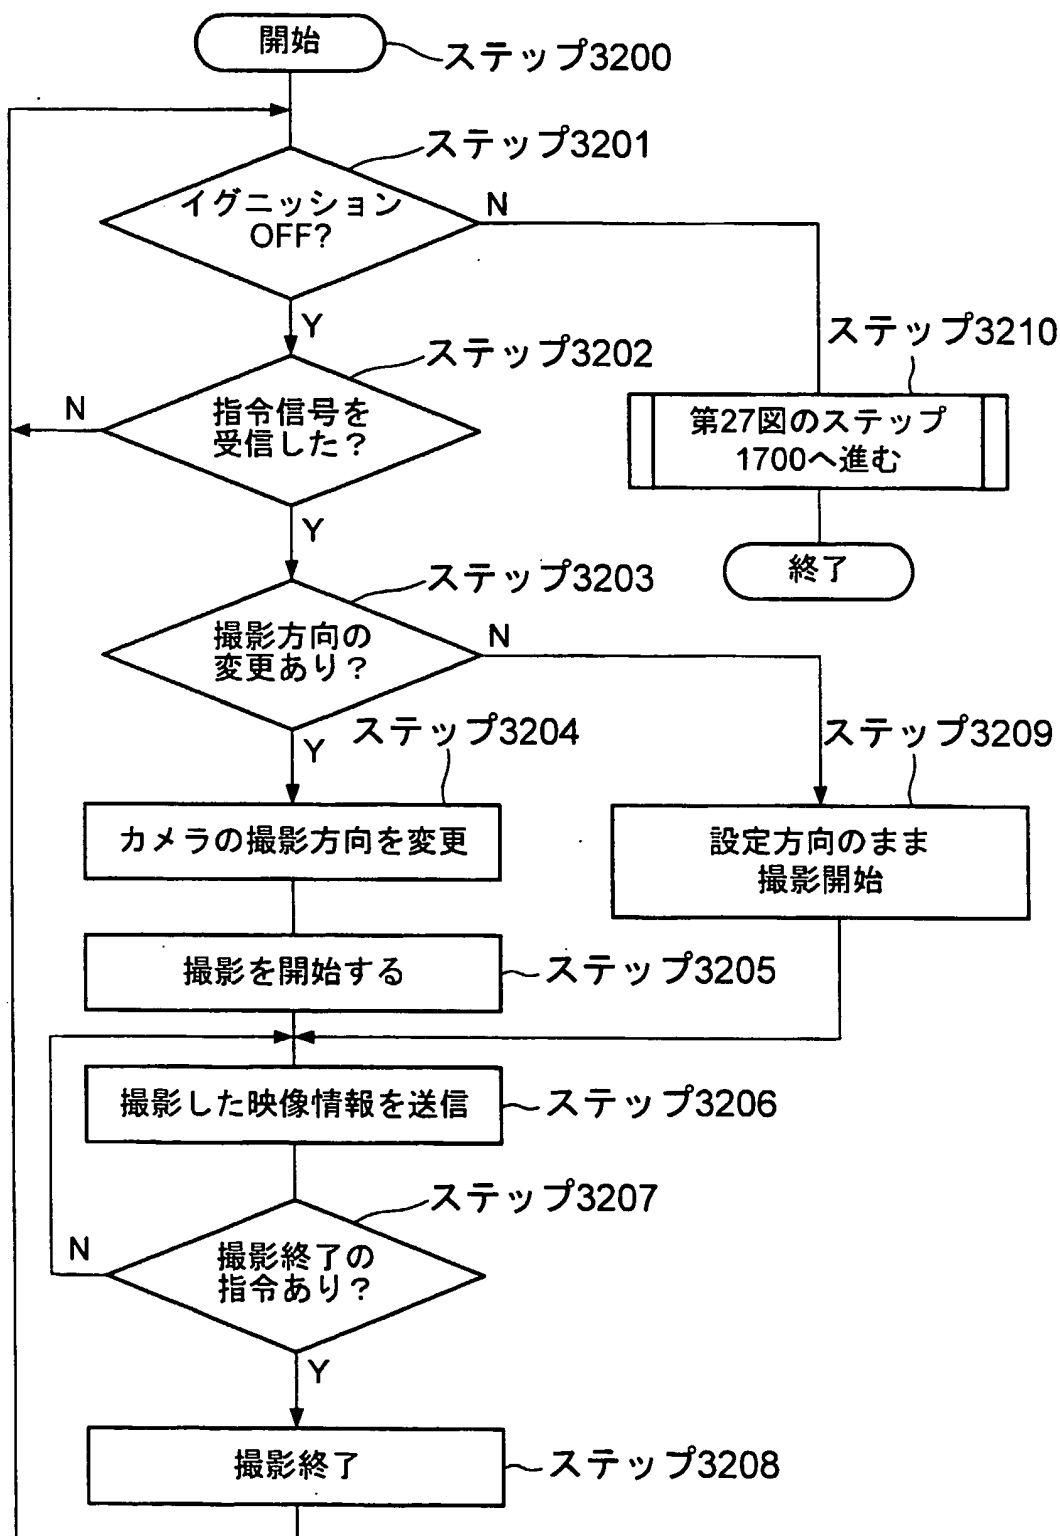 開始
ステップ3200
ステップ3201
イグニッション
OFF?
N
Y
ステップ3210
ステップ3202
指令信号を
受信した?
N
第27図のステップ
1700へ進む
Y
終了
ステップ3203
撮影方向の
変更あり?
N
Y
ステップ3204
ステップ3209
カメラの撮影方向を変更
設定方向のまま
撮影開始
撮影を開始する
ステップ3205
撮影した映像情報を送信
ステップ3206
ステップ3207
N
撮影終了の
指令あり?
Y
撮影終了
ステップ3208